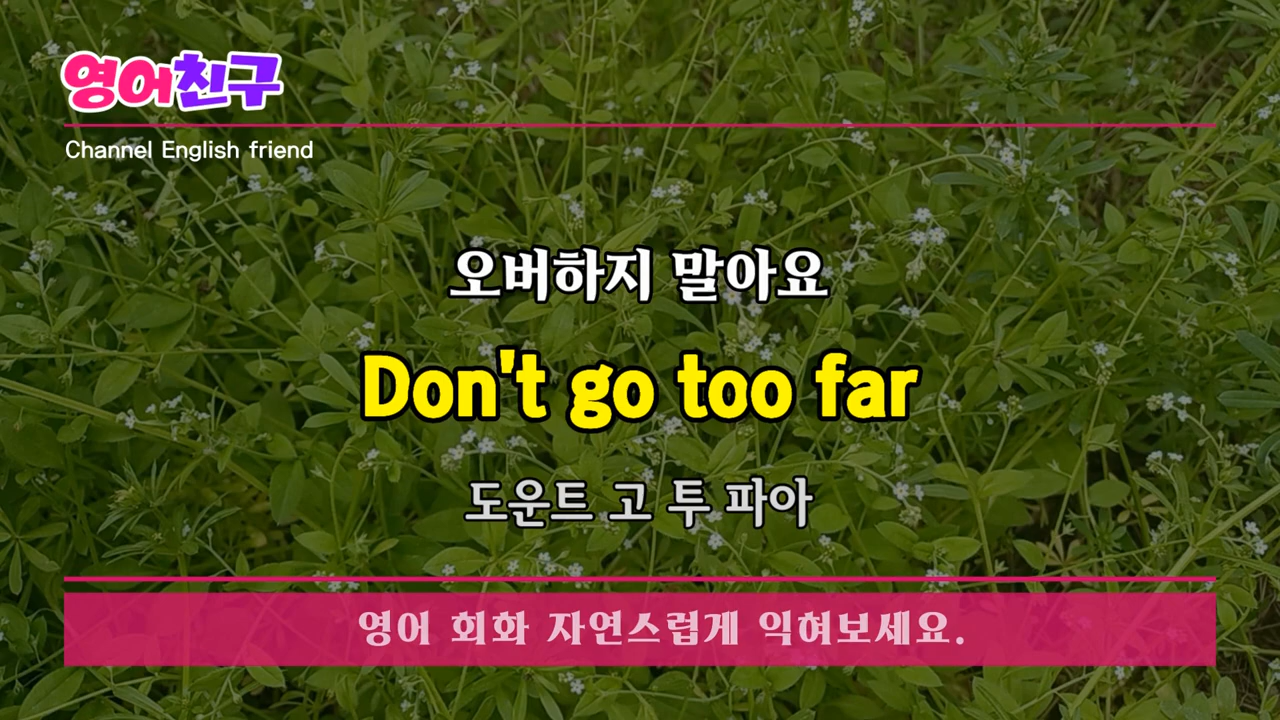 영어친구
Channel English friend
오버하지 말아요
Don't go too far
도운트 고 투 파아
영어 회화 자연스럽게 익혀보세요.